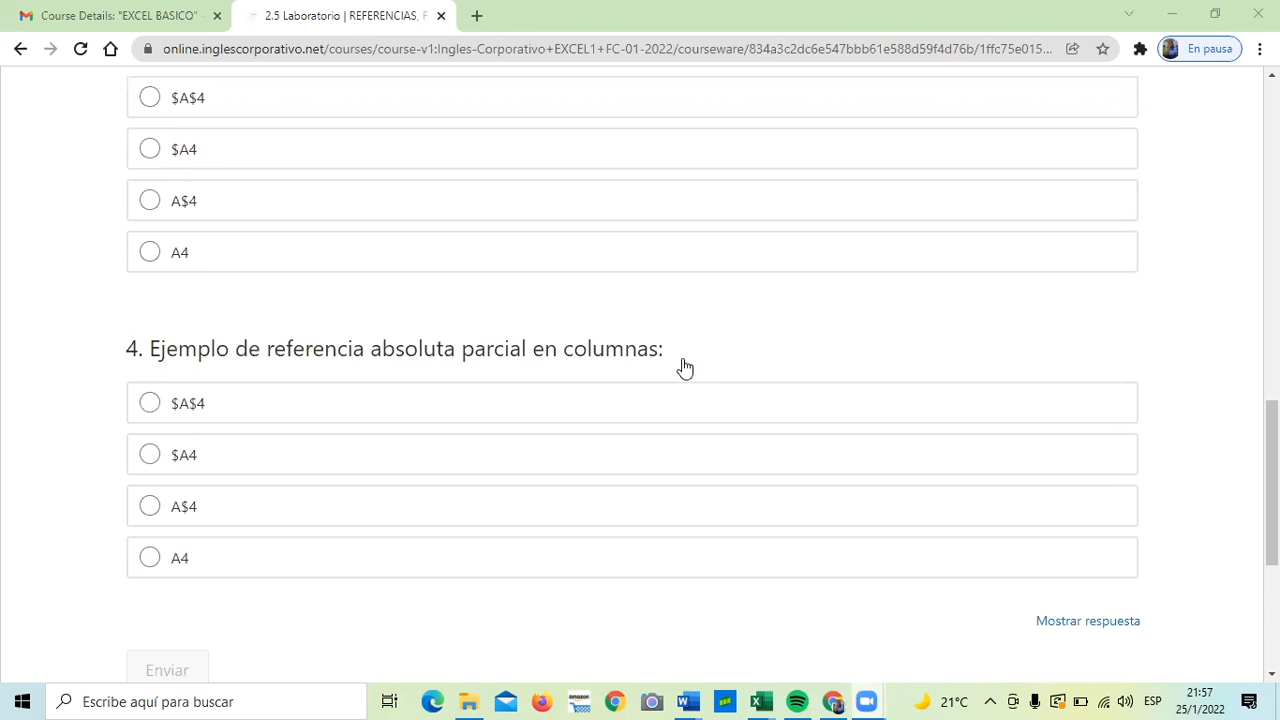 Course Details: "EXCEL BASICO" -
2.5 Laboratorio | REFERENCIAS, F
online.inglescorporativo.net/courses/course-v1:Ingles-Corporativo+EXCEL1+FC-01-2022/courseware/834a3c2dc6e547bbb61e588d59f4d76b/1ffc75e015...
En pausa
$A$4
$A4
A$4
A4
4. Ejemplo de referencia absoluta parcial en columnas:
$A$4
$A4
A$4
A4
Mostrar respuesta
Enviar
Escribe aquí para buscar
21°C
ESP
21:57
25/1/2022